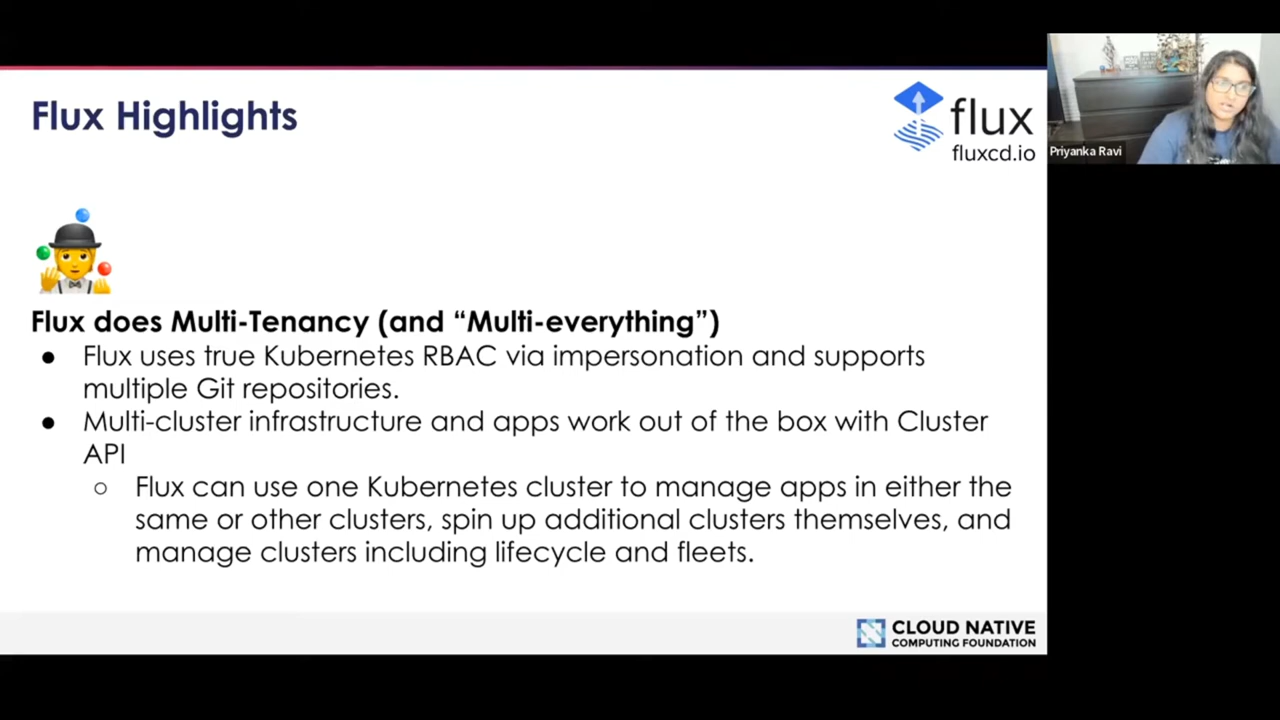 Flux Highlights
flux
fluxcd.io
Priyanka Ravi
Flux does Multi-Tenancy (and “Multi-everything”)
● Flux uses true Kubernetes RBAC via impersonation and supports
multiple Git repositories.
● Multi-cluster infrastructure and apps work out of the box with Cluster
API
○ Flux can use one Kubernetes cluster to manage apps in either the
same or other clusters, spin up additional clusters themselves, and
manage clusters including lifecycle and fleets.
CLOUD NATIVE
COMPUTING FOUNDATION